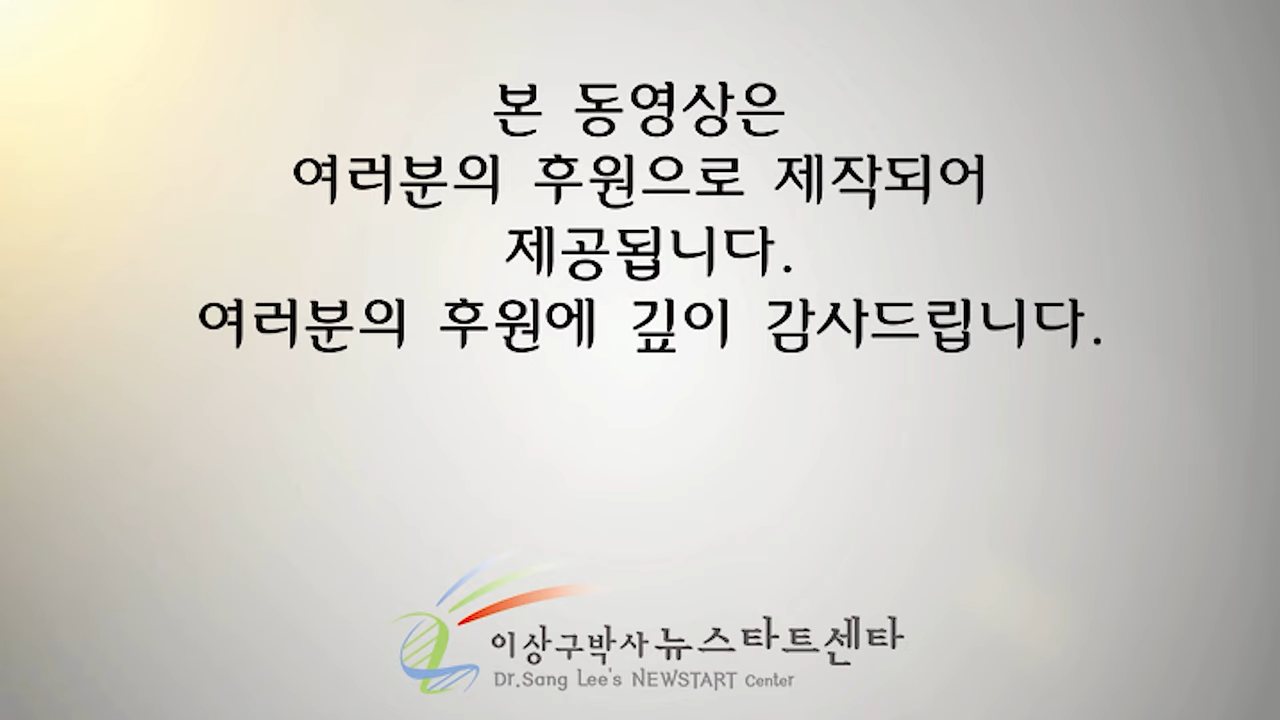 본 동영상은
여러분의 후원으로 제작되어
제공됩니다.
여러분의 후원에 깊이 감사드립니다.
이상구박사뉴스타트센타
Dr.Sang Lee's NEWSTART Center